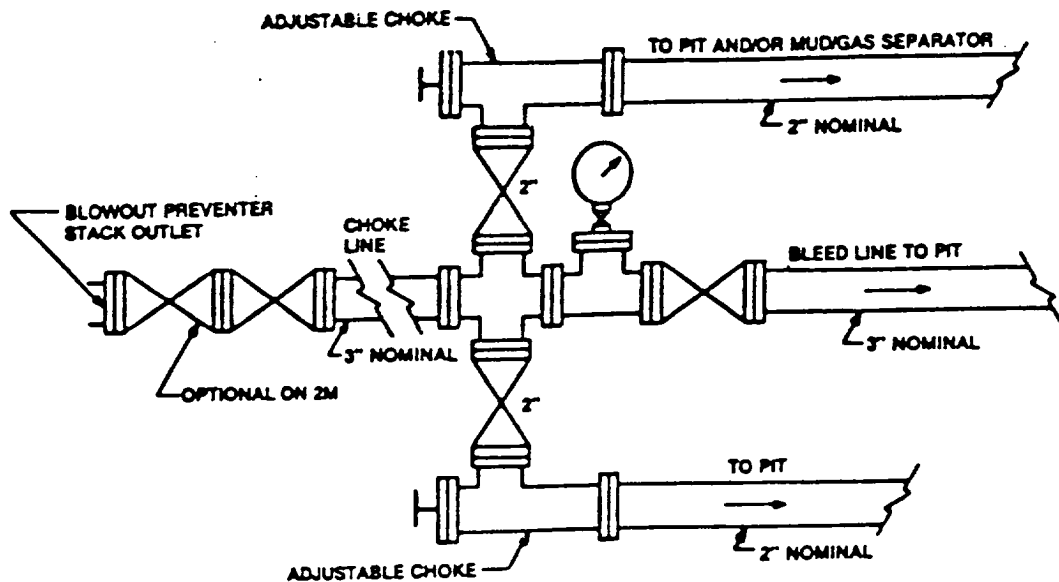 ADJUSTABLE CHOKE
TO PIT AND/OR MUD/GAS SEPARATOR
2" NOMINAL
2"
BLOWOUT PREVENTER
STACK OUTLET
CHOKE
LINE
BLEED LINE TO PIT
3" NOMINAL
3" NOMINAL
OPTIONAL ON 2M
2"
TO PIT
2" NOMINAL
ADJUSTABLE CHOKE